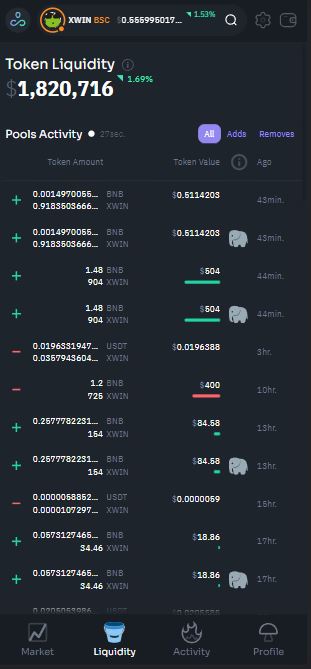 XWIN BSC $0.555995017... 1.53%
Token Liquidity
$1,820,716 1.69%
Pools Activity 27sec. All Adds Removes
Token Amount Token Value Ago
0.0014970055... BNB $0.5114203 43min.
0.9183503666... XWIN
0.0014970055... BNB $0.5114203 43min.
0.9183503666... XWIN
1.48 BNB $504 44min.
904 XWIN
1.48 BNB $504 44min.
904 XWIN
0.0196331947... USDT $0.0196388 3hr.
0.0357943604... XWIN
1.2 BNB $400 10hr.
725 XWIN
0.2577782231... BNB $84.58 13hr.
154 XWIN
0.2577782231... BNB $84.58 13hr.
154 XWIN
0.0000058852... USDT $0.0000059 15hr.
0.0000107297... XWIN
0.0573127465... BNB $18.86 17hr.
34.46 XWIN
0.0573127465... BNB $18.86 17hr.
34.46 XWIN
Market Liquidity Activity Profile